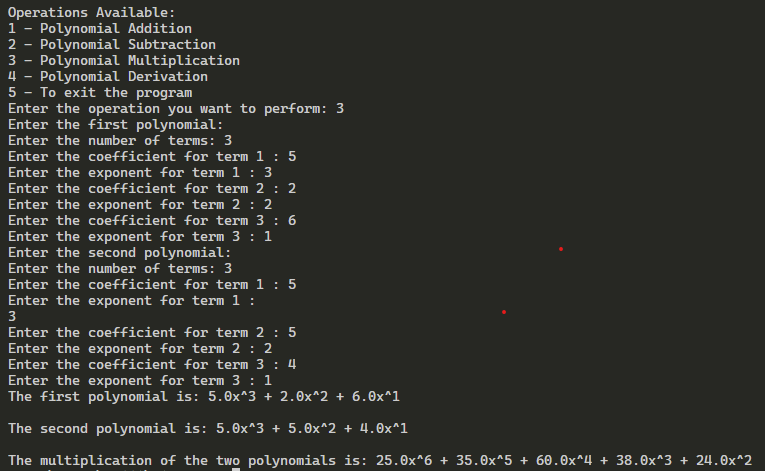 Operations Available:
1 - Polynomial Addition
2 - Polynomial Subtraction
3 - Polynomial Multiplication
4 - Polynomial Derivation
5 - To exit the program
Enter the operation you want to perform: 3
Enter the first polynomial:
Enter the number of terms: 3
Enter the coefficient for term 1 : 5
Enter the exponent for term 1 : 3
Enter the coefficient for term 2 : 2
Enter the exponent for term 2 : 2
Enter the coefficient for term 3 : 6
Enter the exponent for term 3 : 1
Enter the second polynomial:
Enter the number of terms: 3
Enter the coefficient for term 1 : 5
Enter the exponent for term 1 :
3
Enter the coefficient for term 2 : 5
Enter the exponent for term 2 : 2
Enter the coefficient for term 3 : 4
Enter the exponent for term 3 : 1
The first polynomial is: 5.0x^3 + 2.0x^2 + 6.0x^1
The second polynomial is: 5.0x^3 + 5.0x^2 + 4.0x^1
The multiplication of the two polynomials is: 25.0x^6 + 35.0x^5 + 60.0x^4 + 38.0x^3 + 24.0x^2